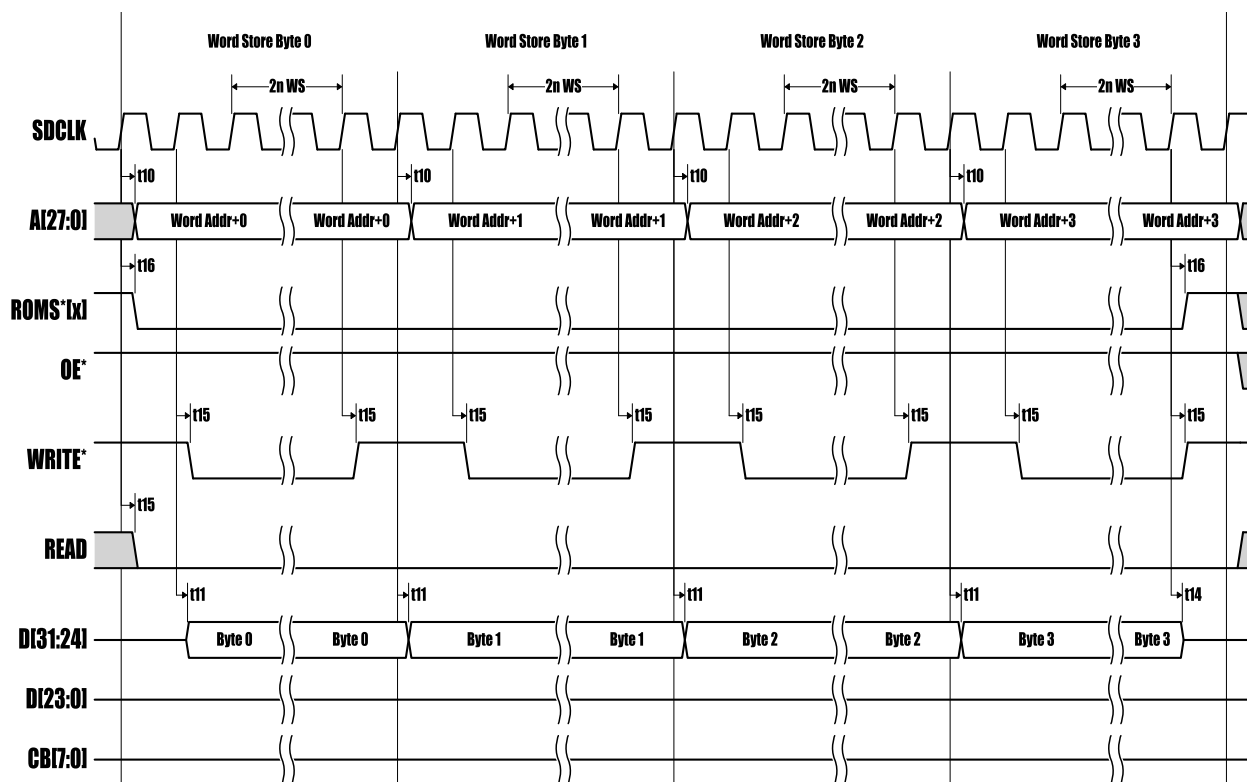 Word Store Byte 0 Word Store Byte 1 Word Store Byte 2 Word Store Byte 3
2n WS 2n WS 2n WS 2n WS
SDCLK
t10 t10 t10 t10
A[27:0] Word Addr+0 Word Addr+0 Word Addr+1 Word Addr+1 Word Addr+2 Word Addr+2 Word Addr+3 Word Addr+3
t16 t16
ROMS*[x]
OE*
t15 t15 t15 t15 t15 t15 t15 t15
WRITE*
t15
READ
t11 t11 t11 t11 t14
D[31:24] Byte 0 Byte 0 Byte 1 Byte 1 Byte 2 Byte 2 Byte 3 Byte 3
D[23:0]
CB[7:0]